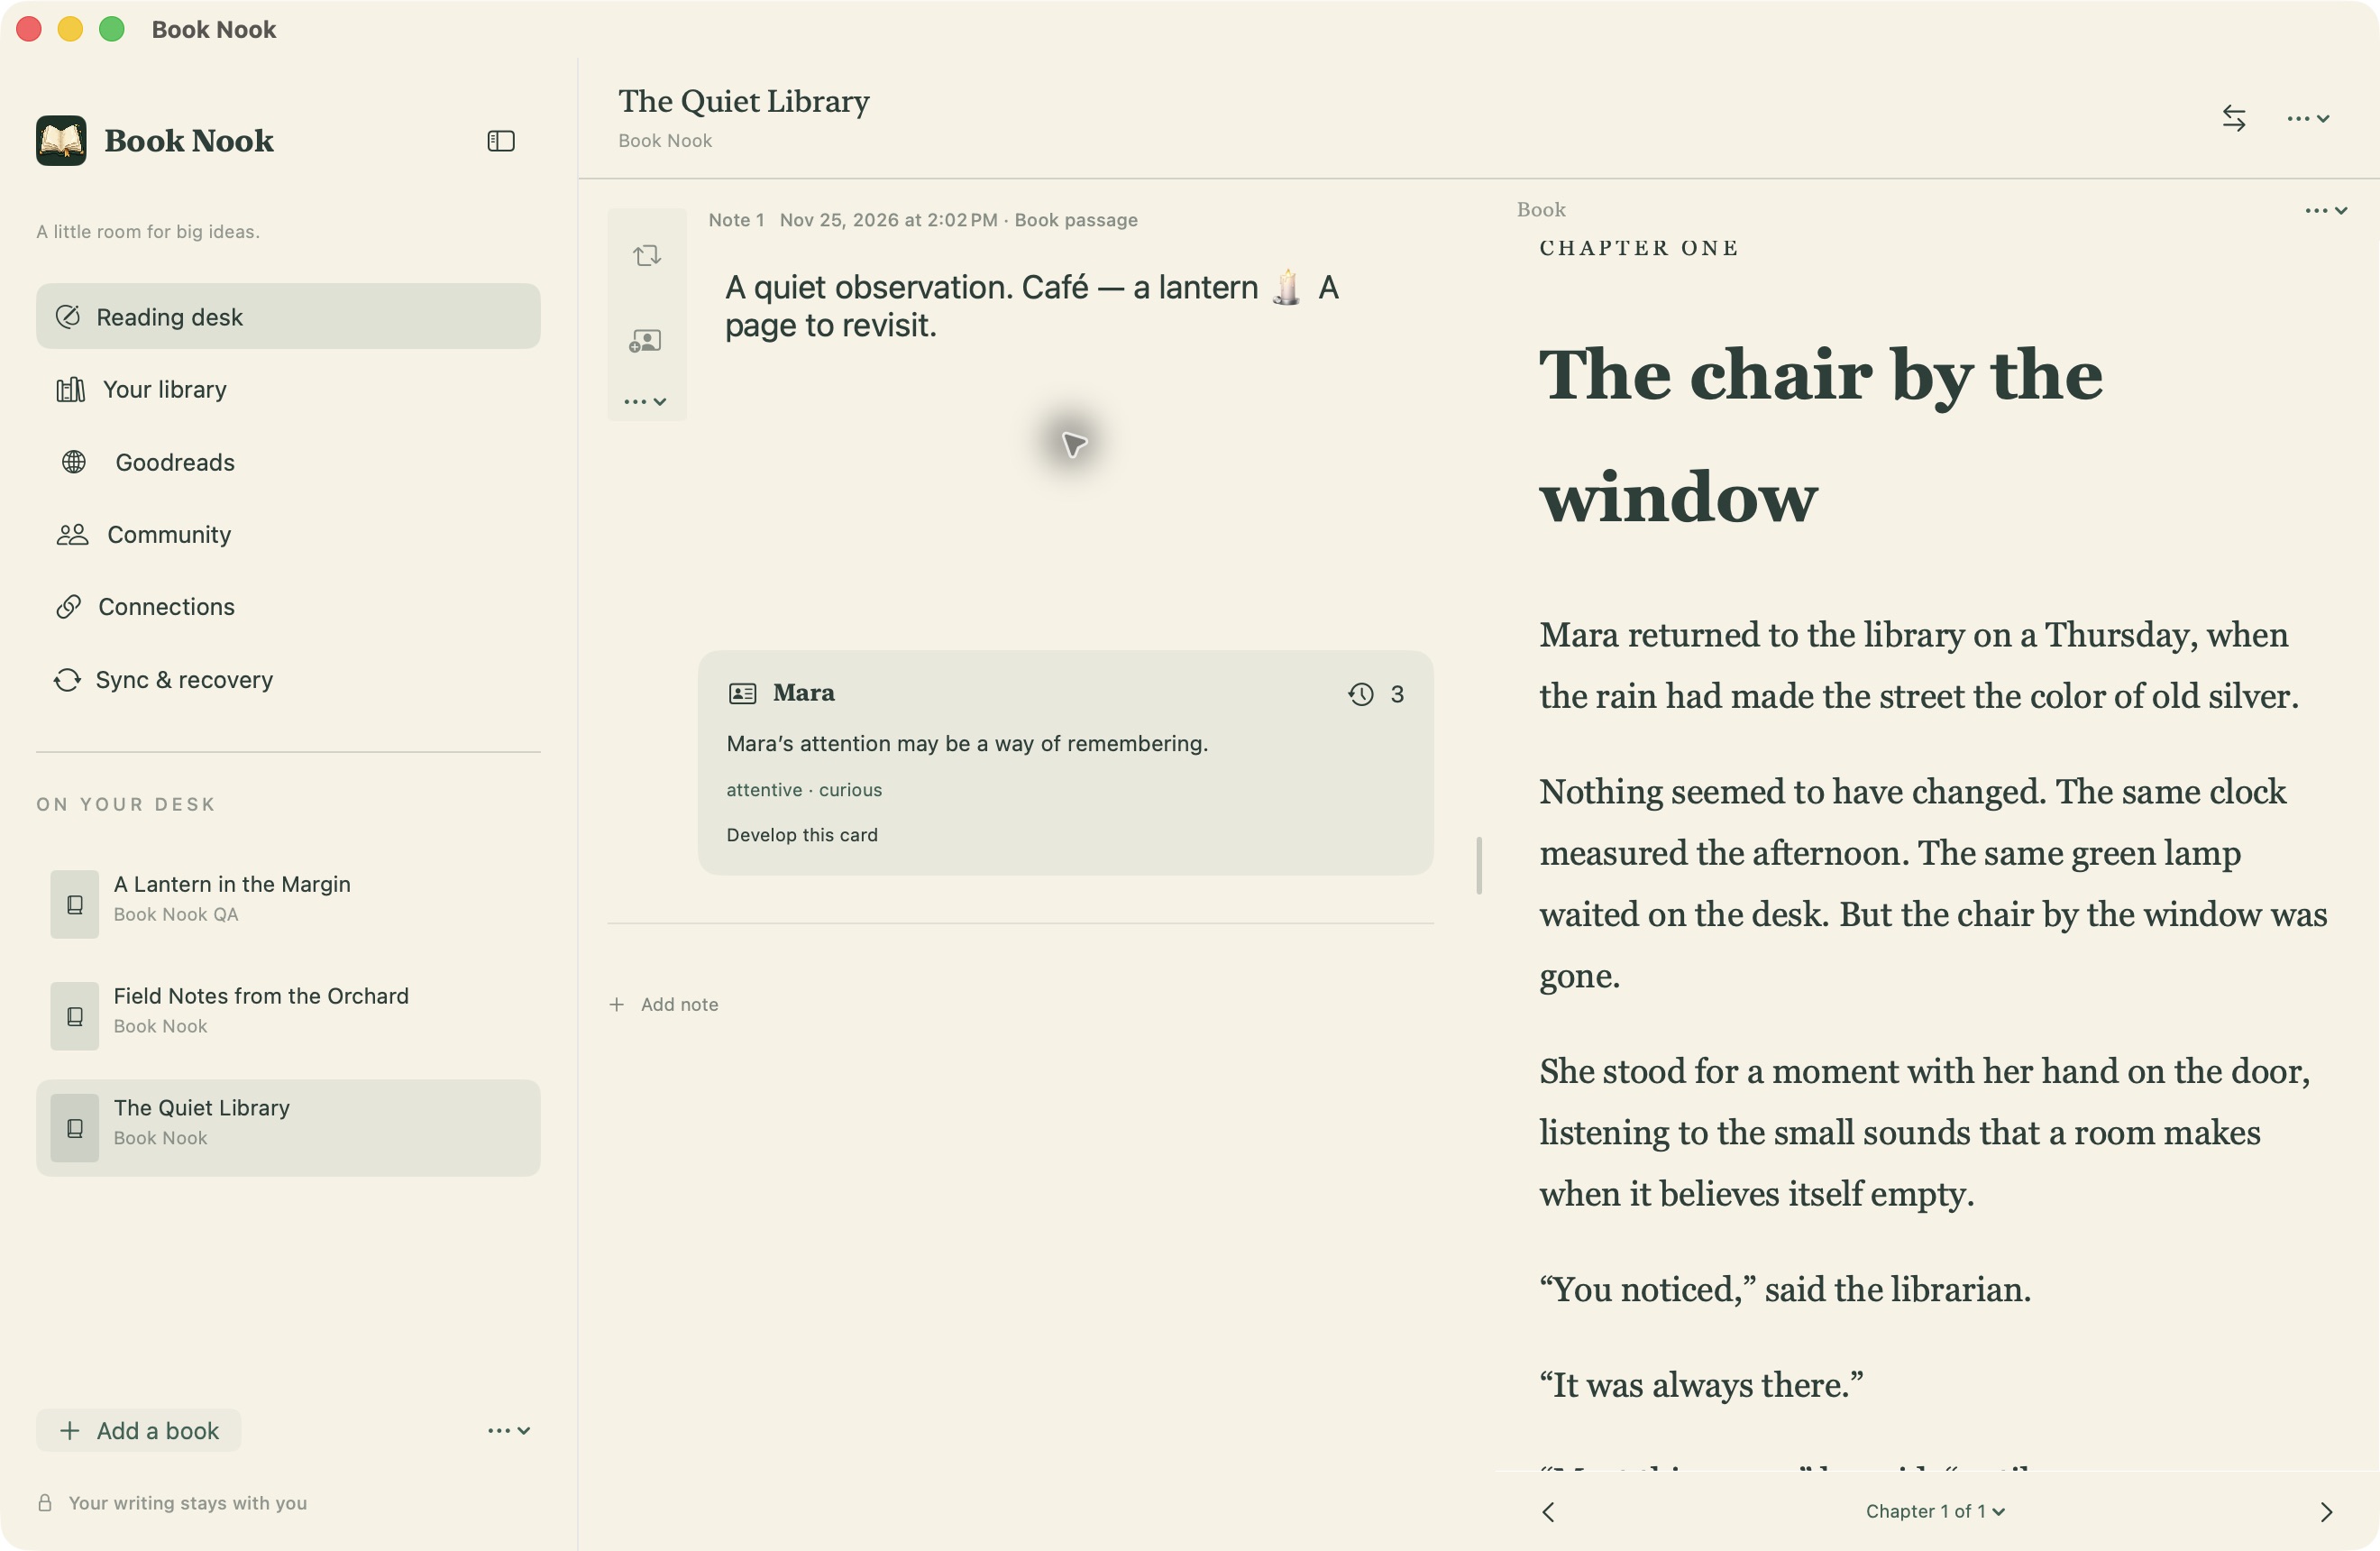 Book Nook
Book Nook
A little room for big ideas.
Reading desk
Your library
Goodreads
Community
Connections
Sync & recovery
ON YOUR DESK
A Lantern in the Margin
Book Nook QA
Field Notes from the Orchard
Book Nook
The Quiet Library
Book Nook
Add a book
Your writing stays with you
The Quiet Library
Book Nook
Note 1 Nov 25, 2026 at 2:02 PM · Book passage
A quiet observation. Café — a lantern 🕯️ A
page to revisit.
Mara
3
Mara’s attention may be a way of remembering.
attentive · curious
Develop this card
Add note
Book
CHAPTER ONE
The chair by the
window
Mara returned to the library on a Thursday, when
the rain had made the street the color of old silver.
Nothing seemed to have changed. The same clock
measured the afternoon. The same green lamp
waited on the desk. But the chair by the window was
gone.
She stood for a moment with her hand on the door,
listening to the small sounds that a room makes
when it believes itself empty.
“You noticed,” said the librarian.
“It was always there.”
Chapter 1 of 1